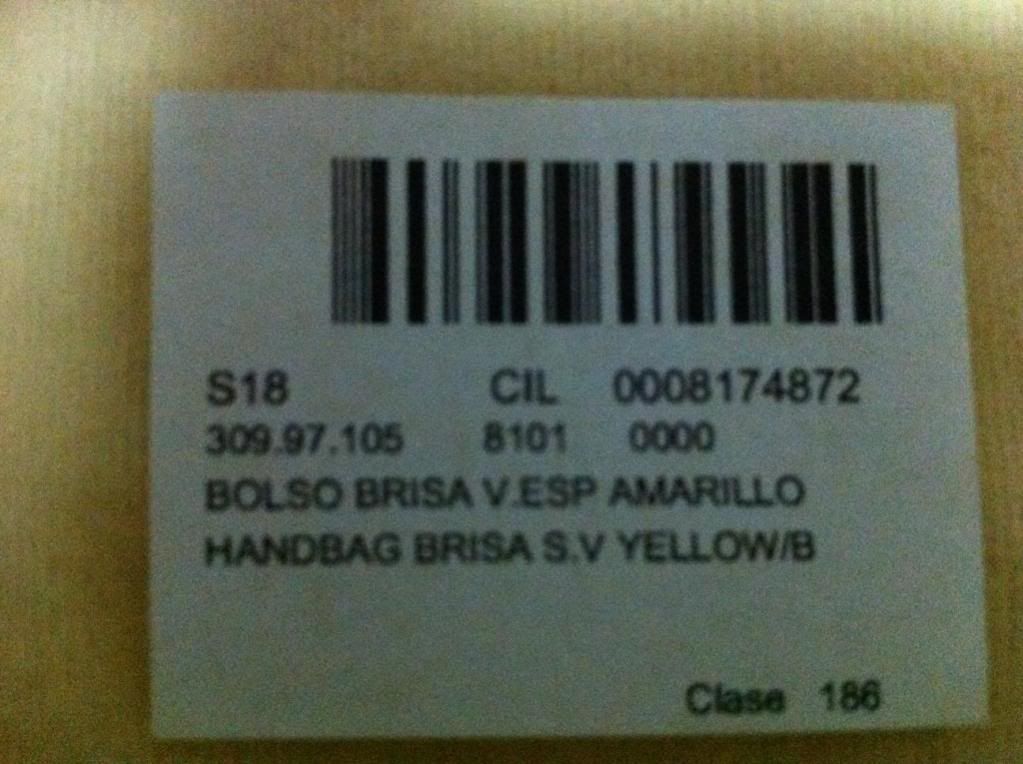 S18 CIL 0008174872
309.97.105 8101 0000
BOLSO BRISA V.ESP AMARILLO
HANDBAG BRISA S.V YELLOW/B
Clase 186